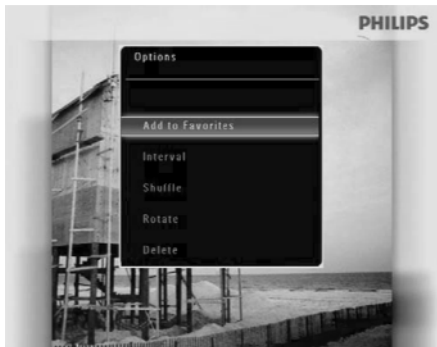 PHILIPS
Options
Add to Favorites
Interval
Shuffle
Rotate
Delete